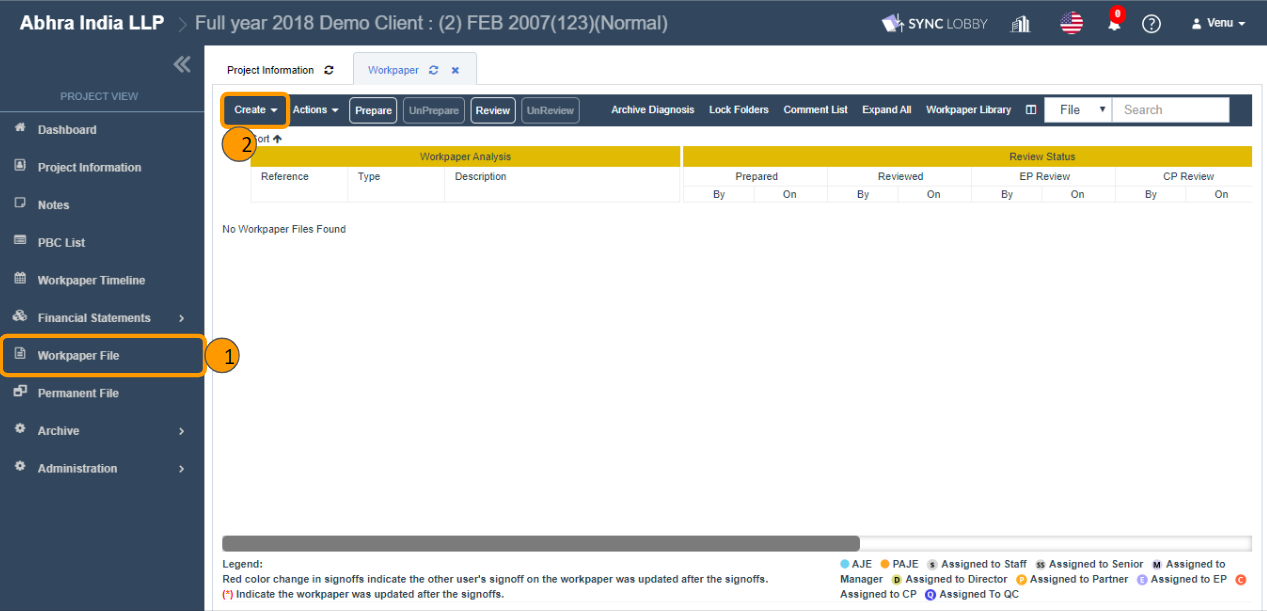 Abhra India LLP > Full year 2018 Demo Client : (2) FEB 2007(123)(Normal)
SYNC LOBBY
0
Venu
PROJECT VIEW
Dashboard
Project Information
Notes
PBC List
Workpaper Timeline
Financial Statements
Workpaper File
1
Permanent File
Archive
Administration
Project Information
Workpaper
Create Actions Prepare UnPrepare Review UnReview Archive Diagnosis Lock Folders Comment List Expand All Workpaper Library File Search
2
ort
Workpaper Analysis Review Status
Reference Type Description Prepared Reviewed EP Review CP Review
By On By On By On By On
No Workpaper Files Found
Legend:
Red color change in signoffs indicate the other user's signoff on the workpaper was updated after the signoffs.
(*) Indicate the workpaper was updated after the signoffs.
AJE PAJE S Assigned to Staff SS Assigned to Senior M Assigned to
Manager D Assigned to Director P Assigned to Partner E Assigned to EP C
Assigned to CP Q Assigned To QC